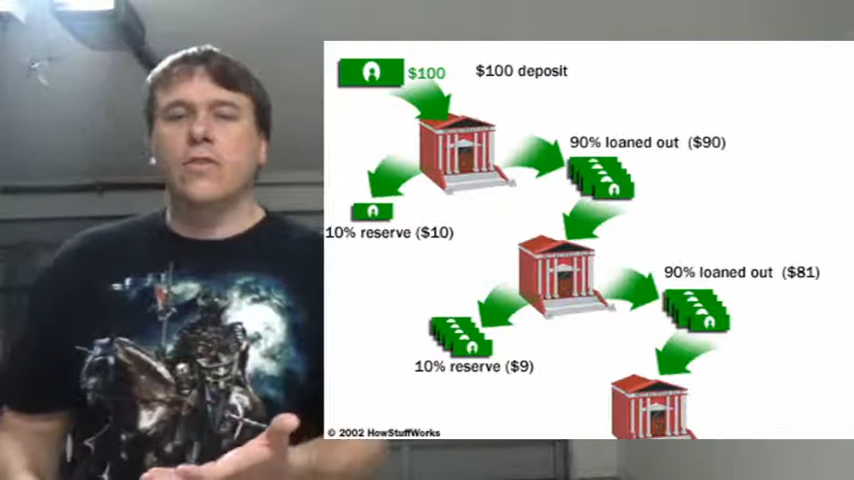 $100
$100 deposit
90% loaned out ($90)
10% reserve ($10)
90% loaned out ($81)
10% reserve ($9)
© 2002 HowStuffWorks